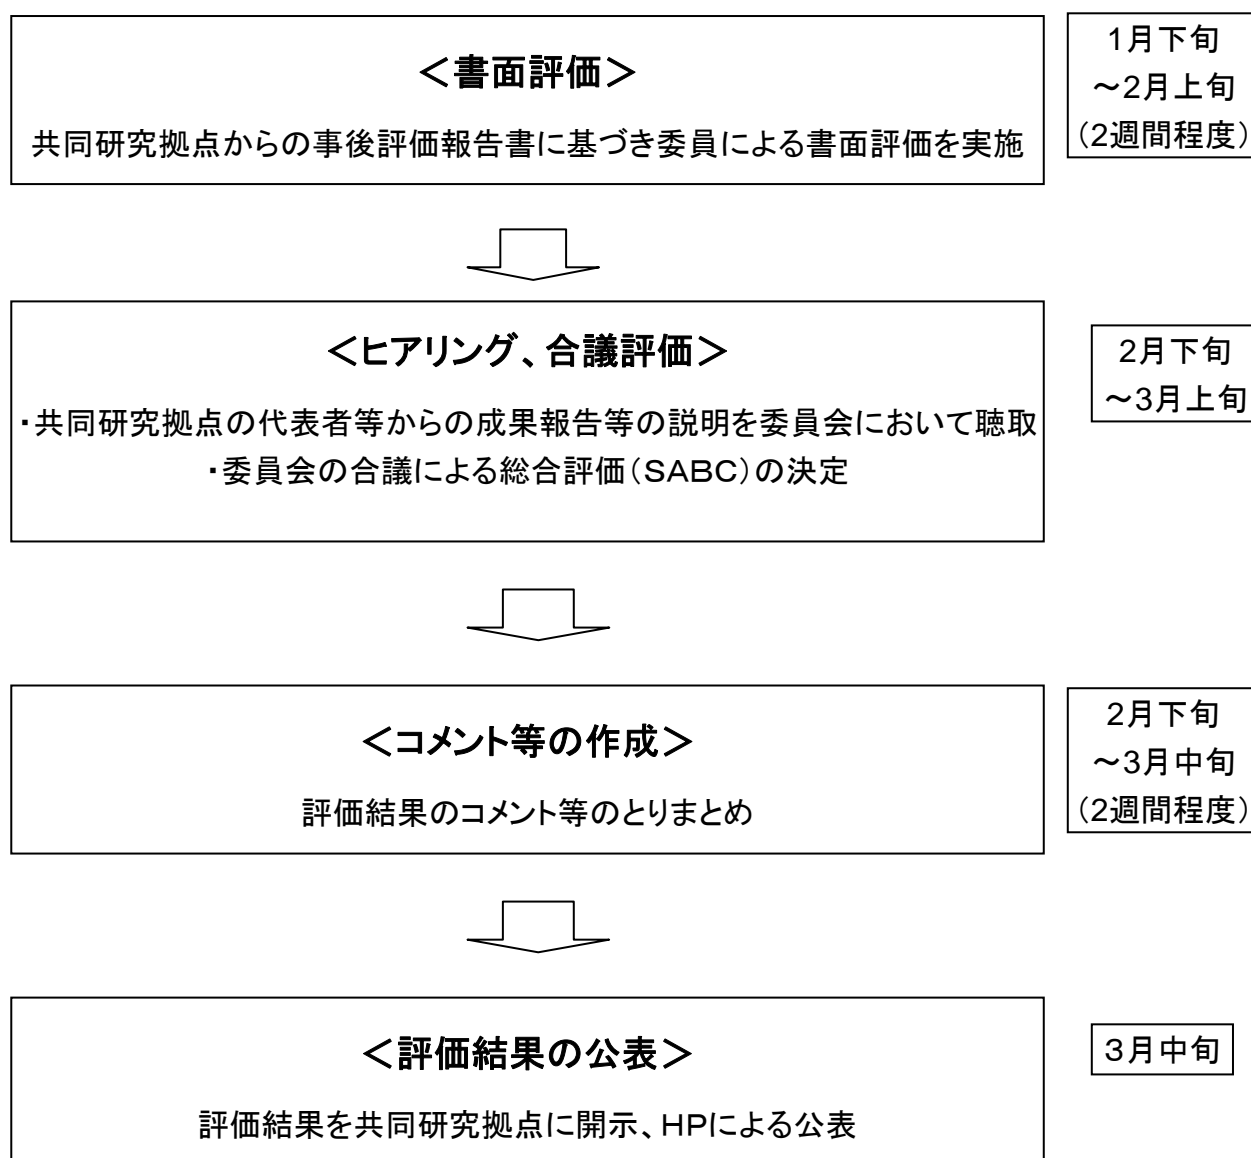 ＜書面評価＞
共同研究拠点からの事後評価報告書に基づき委員による書面評価を実施
1月下旬
～2月上旬
（2週間程度）
＜ヒアリング、合議評価＞
・共同研究拠点の代表者等からの成果報告等の説明を委員会において聴取
・委員会の合議による総合評価（SABC）の決定
2月下旬
～3月上旬
＜コメント等の作成＞
評価結果のコメント等のとりまとめ
2月下旬
～3月中旬
（2週間程度）
＜評価結果の公表＞
評価結果を共同研究拠点に開示、HPによる公表
３月中旬